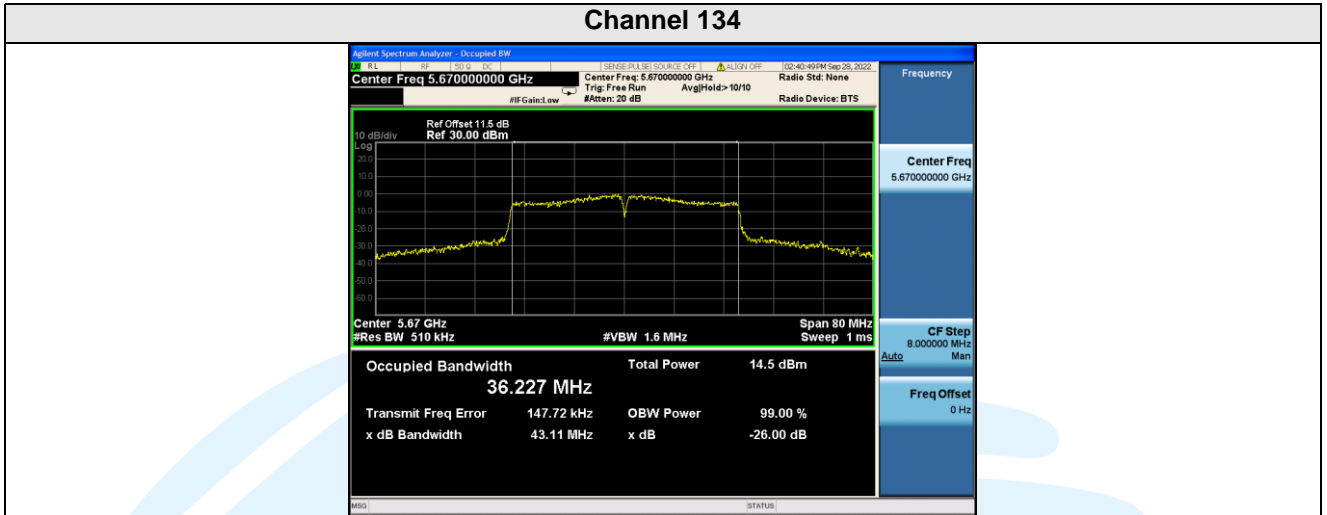 Channel 134
Agilent Spectrum Analyzer - Occupied BW
RL RF 50 Ω DC SENSE:PULSE SOURCE OFF ALIGN OFF 02:40:49 PM Sep 28, 2022
Center Freq 5.670000000 GHz
Center Freq: 5.670000000 GHz Radio Std: None
Trig: Free Run Avg|Hold:>10/10
#IFGain:Low #Atten: 20 dB Radio Device: BTS
Frequency
Ref Offset 11.5 dB
10 dB/div Ref 30.00 dBm
Log
20.0
10.0
0.00
-10.0
-20.0
-30.0
-40.0
-50.0
-60.0
Center 5.67 GHz Span 80 MHz
#Res BW 510 kHz #VBW 1.6 MHz Sweep 1 ms
Occupied Bandwidth Total Power 14.5 dBm
36.227 MHz
Transmit Freq Error 147.72 kHz OBW Power 99.00 %
x dB Bandwidth 43.11 MHz x dB -26.00 dB
Center Freq
5.670000000 GHz
CF Step
8.000000 MHz
Auto Man
Freq Offset
0 Hz
MSG STATUS